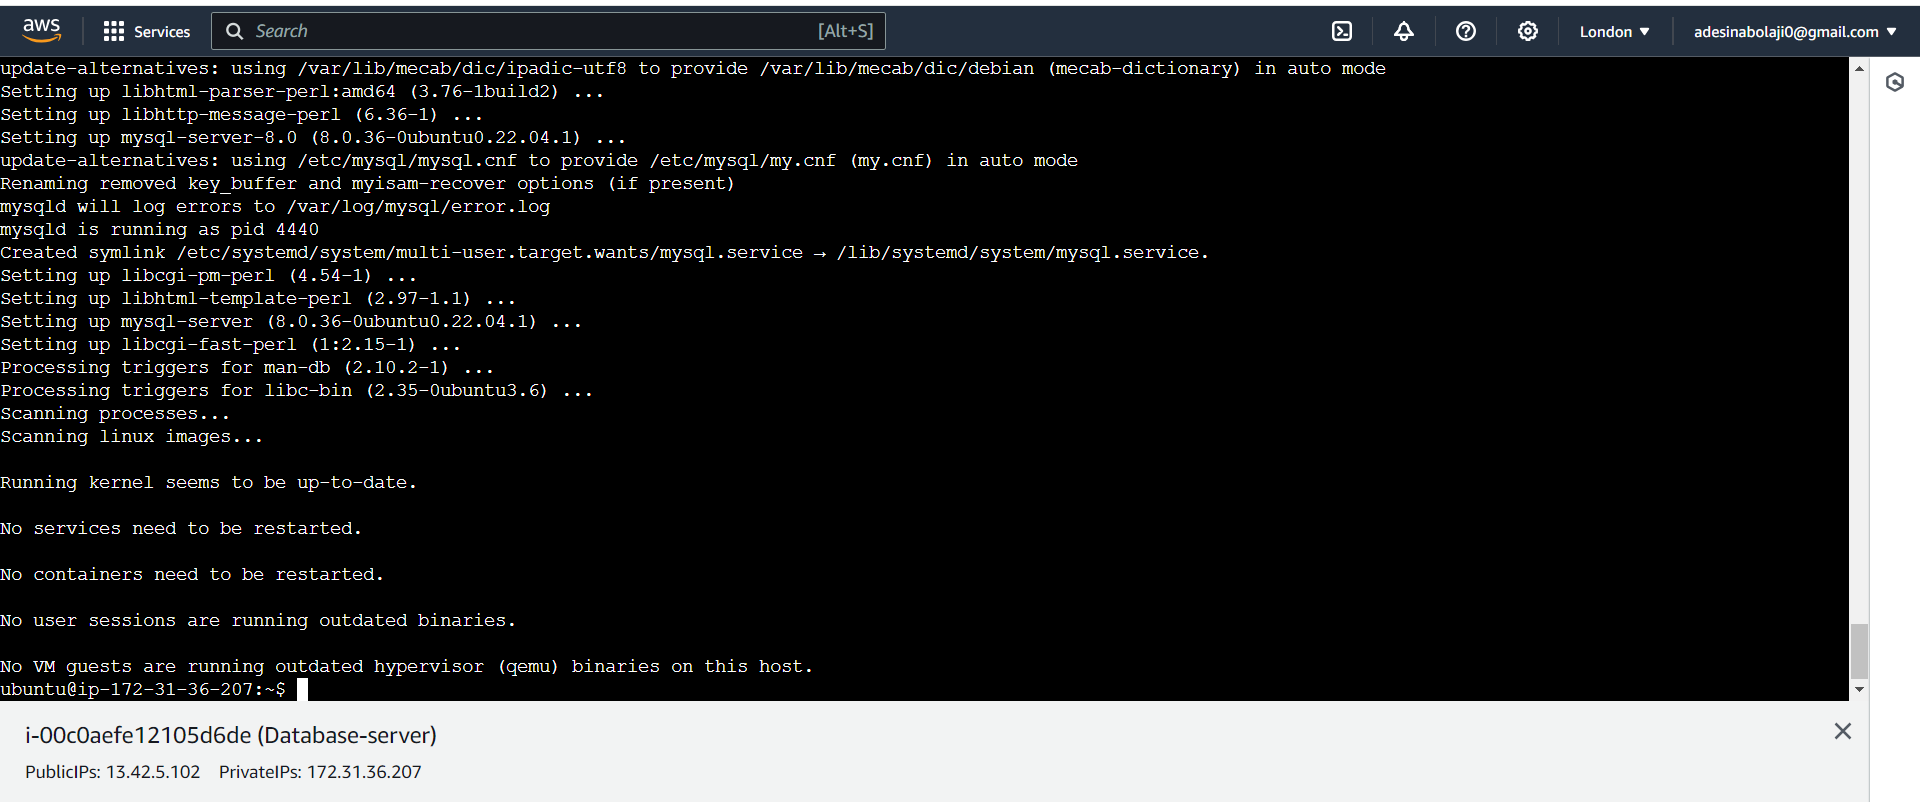 aws
Services
Search
[Alt+S]
London
adesinabolaji0@gmail.com
update-alternatives: using /var/lib/mecab/dic/ipadic-utf8 to provide /var/lib/mecab/dic/debian (mecab-dictionary) in auto mode
Setting up libhtml-parser-perl:amd64 (3.76-1build2) ...
Setting up libhttp-message-perl (6.36-1) ...
Setting up mysql-server-8.0 (8.0.36-0ubuntu0.22.04.1) ...
update-alternatives: using /etc/mysql/mysql.cnf to provide /etc/mysql/my.cnf (my.cnf) in auto mode
Renaming removed key_buffer and myisam-recover options (if present)
mysqld will log errors to /var/log/mysql/error.log
mysqld is running as pid 4440
Created symlink /etc/systemd/system/multi-user.target.wants/mysql.service → /lib/systemd/system/mysql.service.
Setting up libcgi-pm-perl (4.54-1) ...
Setting up libhtml-template-perl (2.97-1.1) ...
Setting up mysql-server (8.0.36-0ubuntu0.22.04.1) ...
Setting up libcgi-fast-perl (1:2.15-1) ...
Processing triggers for man-db (2.10.2-1) ...
Processing triggers for libc-bin (2.35-0ubuntu3.6) ...
Scanning processes...
Scanning linux images...
Running kernel seems to be up-to-date.
No services need to be restarted.
No containers need to be restarted.
No user sessions are running outdated binaries.
No VM guests are running outdated hypervisor (qemu) binaries on this host.
ubuntu@ip-172-31-36-207:~$
i-00c0aefe12105d6de (Database-server)
PublicIPs: 13.42.5.102 PrivateIPs: 172.31.36.207